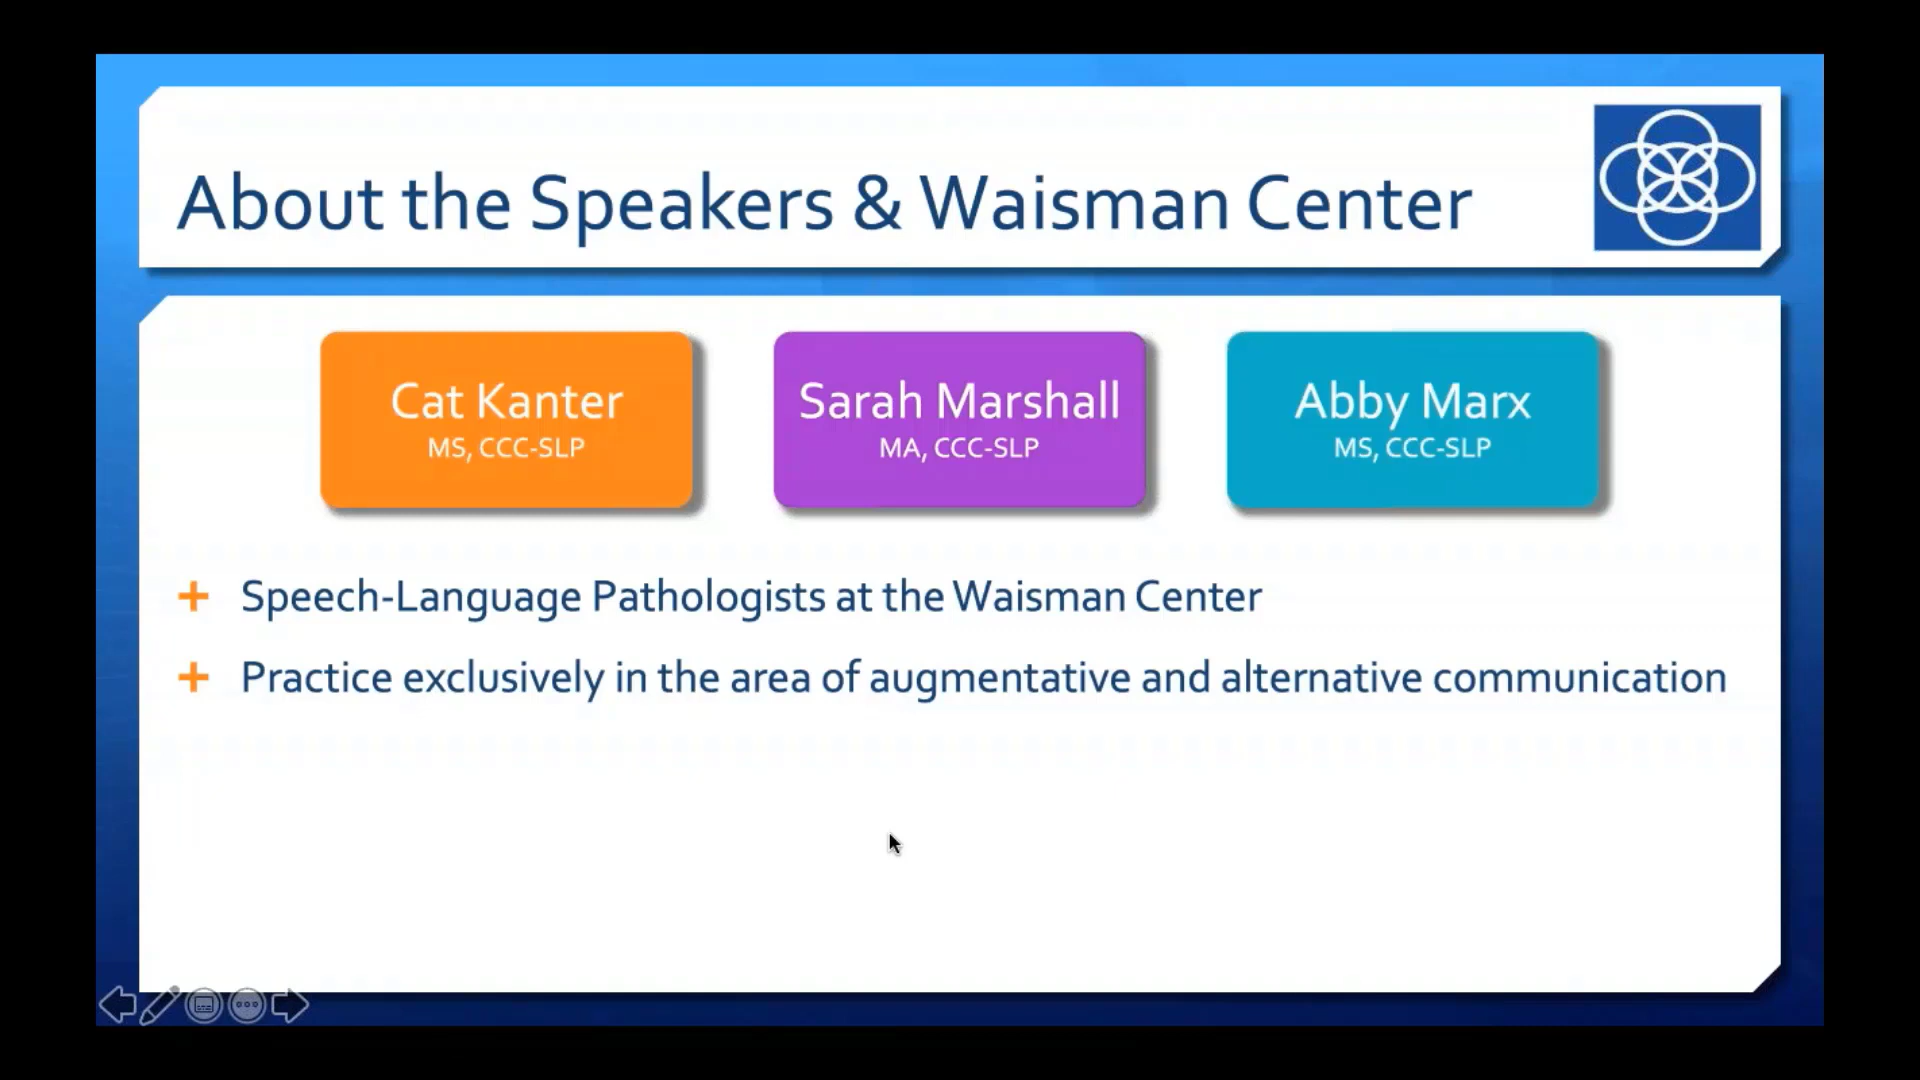 About the Speakers & Waisman Center
Cat Kanter
MS, CCC-SLP
Sarah Marshall
MA, CCC-SLP
Abby Marx
MS, CCC-SLP
Speech-Language Pathologists at the Waisman Center
Practice exclusively in the area of augmentative and alternative communication